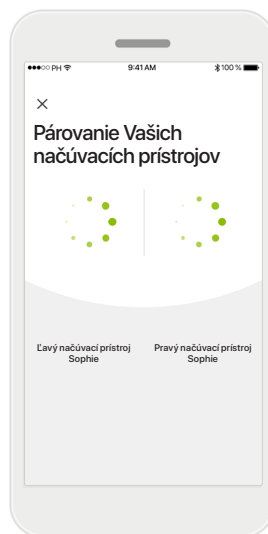 PH 9:41 AM 100 %
Párovanie Vašich
načúvacích prístrojov
Ľavý načúvací prístroj Pravý načúvací prístroj
Sophie Sophie